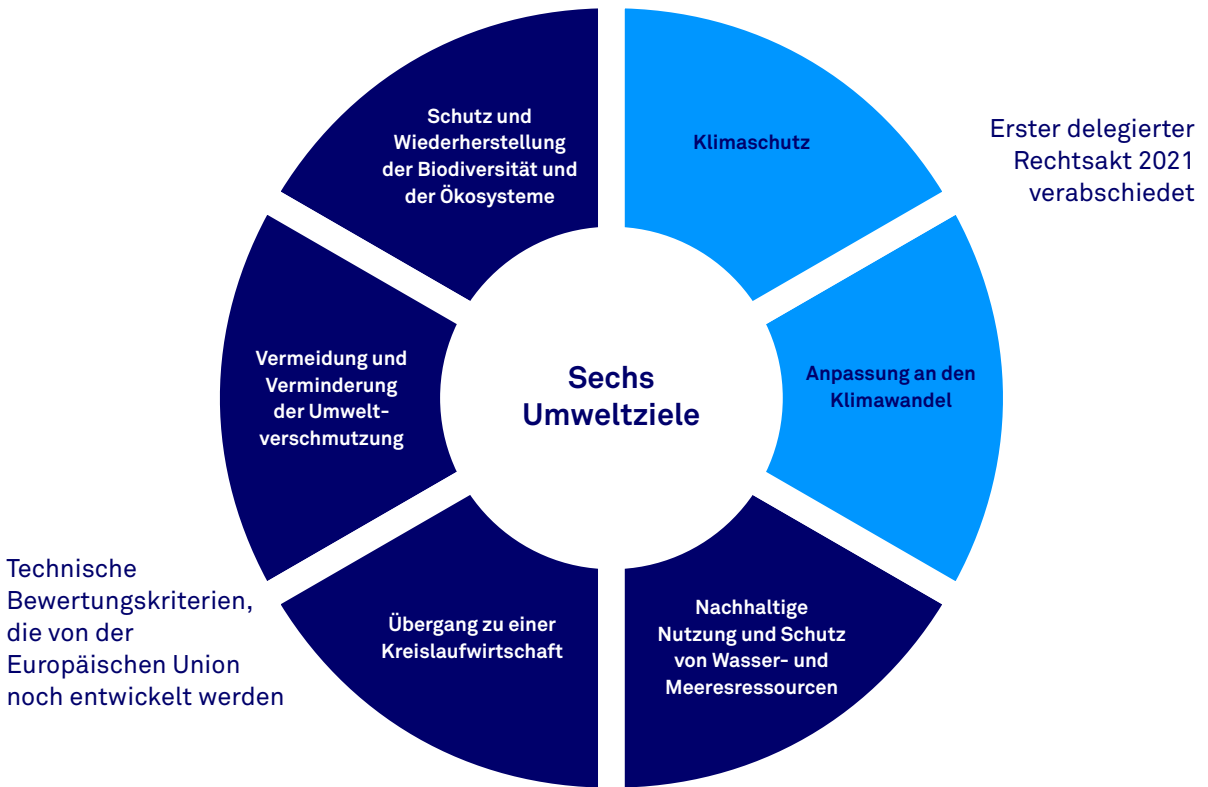 Schutz und
Wiederherstellung
der Biodiversität und
der Ökosysteme
Klimaschutz
Erster delegierter
Rechtsakt 2021
verabschiedet
Vermeidung und
Verminderung
der Umwelt-
verschmutzung
Sechs
Umweltziele
Anpassung an den
Klimawandel
Technische
Bewertungskriterien,
die von der
Europäischen Union
noch entwickelt werden
Übergang zu einer
Kreislaufwirtschaft
Nachhaltige
Nutzung und Schutz
von Wasser- und
Meeresressourcen